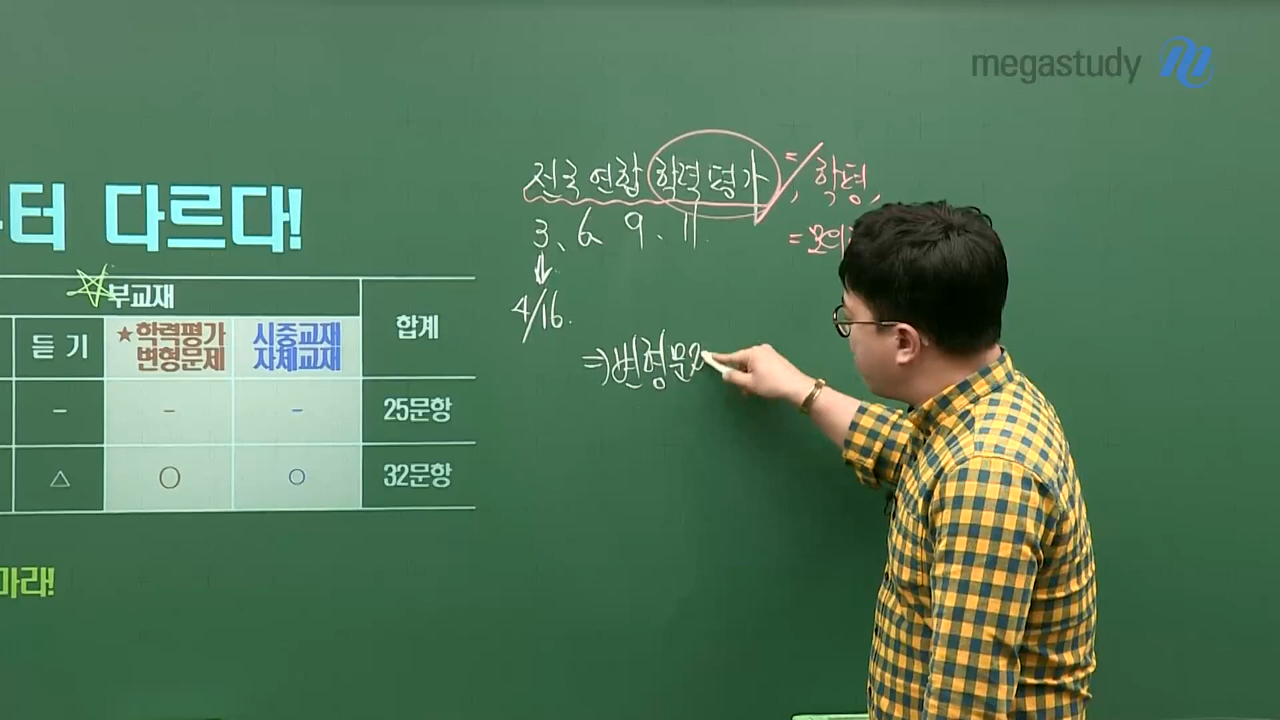 megastudy
터 다르다!
부교재
합계
듣기
★학력평가
변형문제
시중교재
자체교재
- - - 25문항
△ O O 32문항
마라!
전국연합 학력평가 = , 학평,
3, 6, 9, 11.
= 모의
4/16.
⇒변형문제